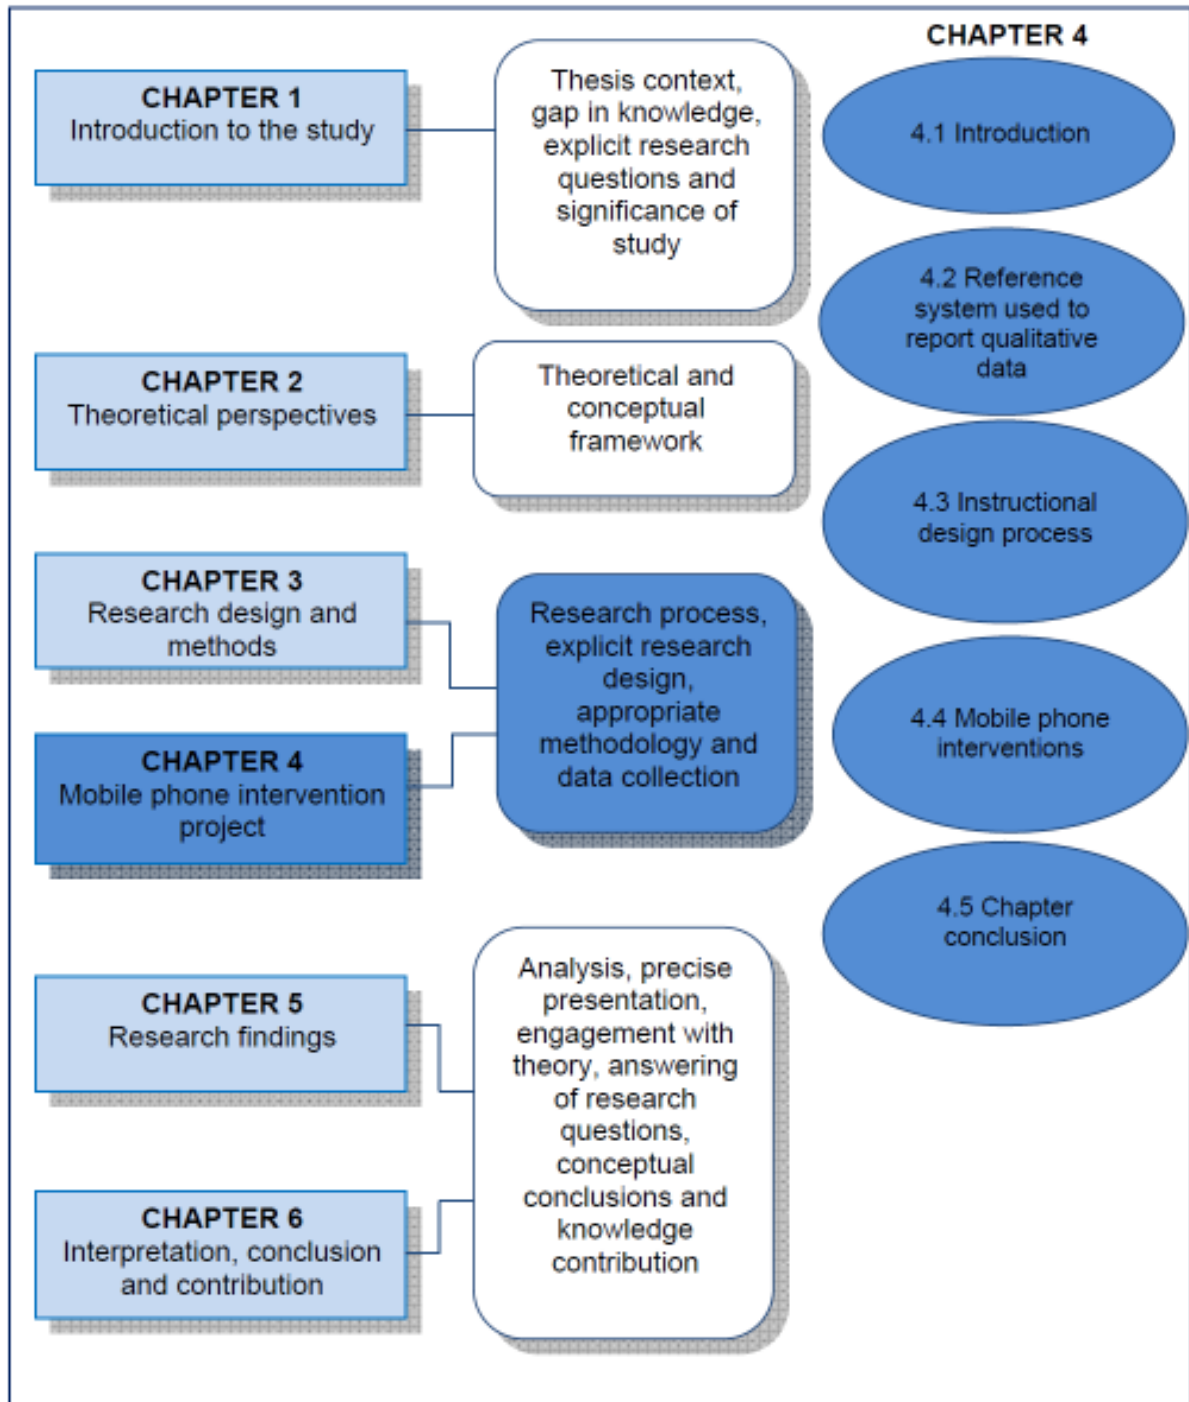 CHAPTER 1
Introduction to the study
Thesis context,
gap in knowledge,
explicit research
questions and
significance of
study
CHAPTER 2
Theoretical perspectives
Theoretical and
conceptual
framework
CHAPTER 3
Research design and
methods
CHAPTER 4
Mobile phone intervention
project
Research process,
explicit research
design,
appropriate
methodology and
data collection
CHAPTER 5
Research findings
CHAPTER 6
Interpretation, conclusion
and contribution
Analysis, precise
presentation,
engagement with
theory, answering
of research
questions,
conceptual
conclusions and
knowledge
contribution
CHAPTER 4
4.1 Introduction
4.2 Reference
system used to
report qualitative
data
4.3 Instructional
design process
4.4 Mobile phone
interventions
4.5 Chapter
conclusion